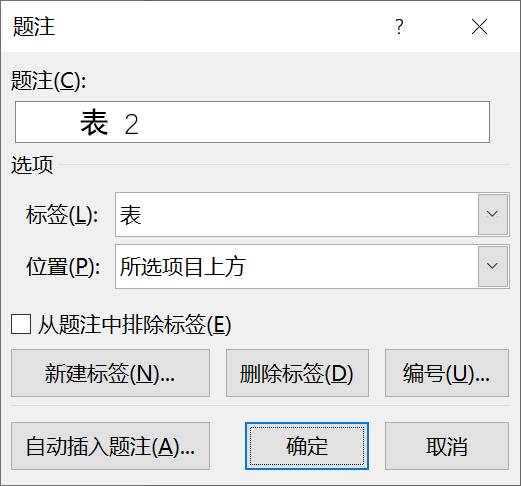 题注
?
题注(C):
表 2
选项
标签(L): 表
位置(P): 所选项目上方
从题注中排除标签(E)
新建标签(N)... 删除标签(D) 编号(U)...
自动插入题注(A)... 确定 取消